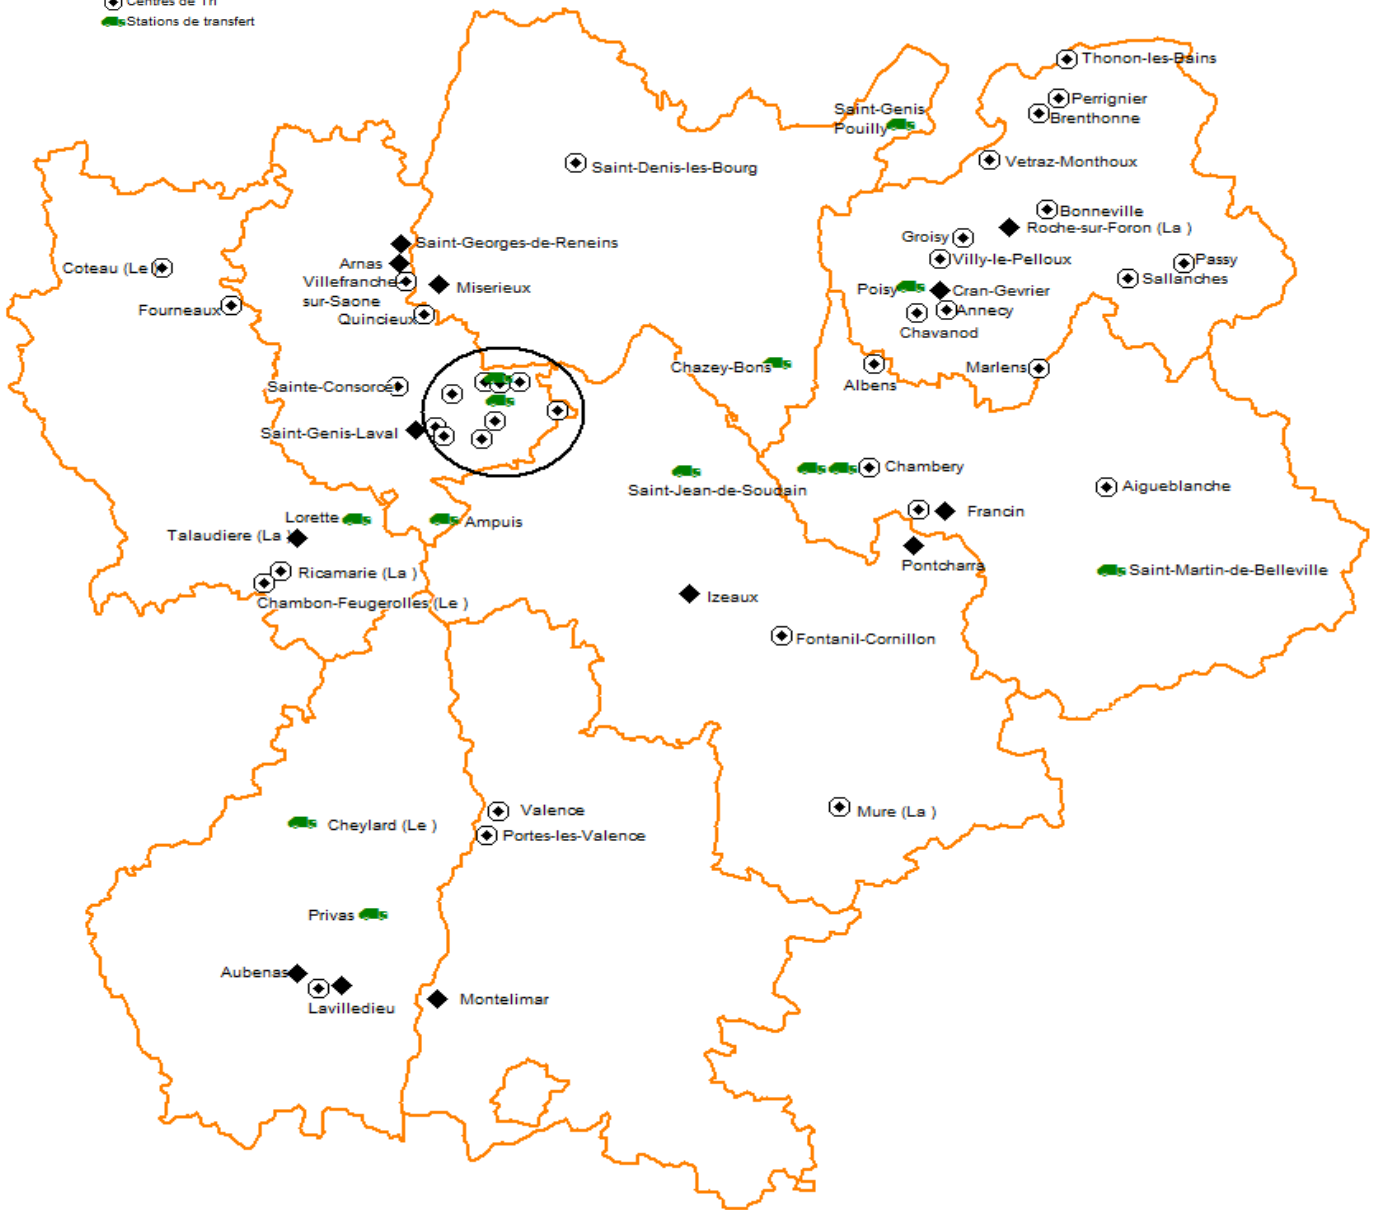 Centres de Tri
Stations de transfert
Thonon-les-Bains
Perrignier
Brenthonne
Saint-Genis
Pouilly
Vetraz-Monthoux
Saint-Denis-les-Bourg
Bonneville
Roche-sur-Foron (La )
Groisy
Saint-Georges-de-Reneins
Villy-le-Pelloux
Passy
Arnas
Coteau (Le )
Sallanches
Villefranche
sur-Saone
Miserieux
Poisy
Cran-Gevrier
Fourneaux
Annecy
Quincieux
Chavanod
Chazey-Bons
Marlens
Albens
Sainte-Consorce
Saint-Genis-Laval
Chambery
Aigueblanche
Saint-Jean-de-Soudain
Francin
Lorette
Ampuis
Talaudiere (La )
Pontcharra
Ricamarie (La )
Saint-Martin-de-Belleville
Chambon-Feugerolles (Le )
Izeaux
Fontanil-Cornillon
Valence
Mure (La )
Cheylard (Le )
Portes-les-Valence
Privas
Aubenas
Lavilledieu
Montelimar